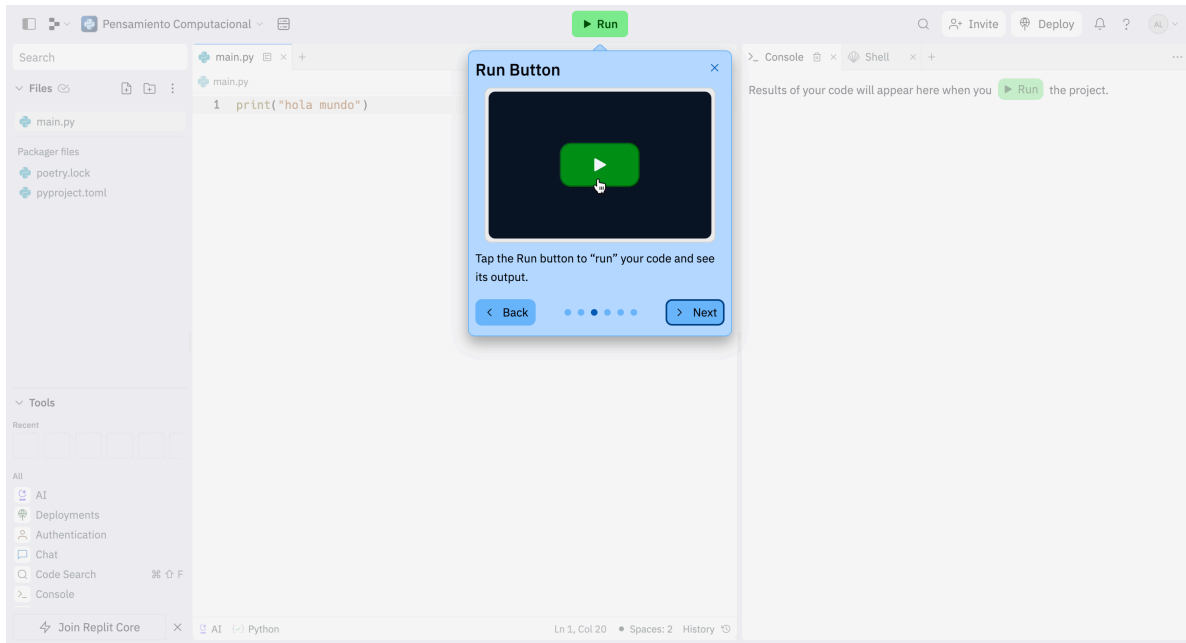 Pensamiento Computacional
Run
Invite
Deploy
?
AL
Search
Files
main.py
Packager files
poetry.lock
pyproject.toml
Tools
Recent
All
AI
Deployments
Authentication
Chat
Code Search ⌘ ⇧ F
Console
Join Replit Core
main.py
main.py
1 print("hola mundo")
AI Python
Ln 1, Col 20 • Spaces: 2 History
Run Button
Tap the Run button to “run” your code and see
its output.
Back
Next
Console
Shell
Results of your code will appear here when you Run the project.